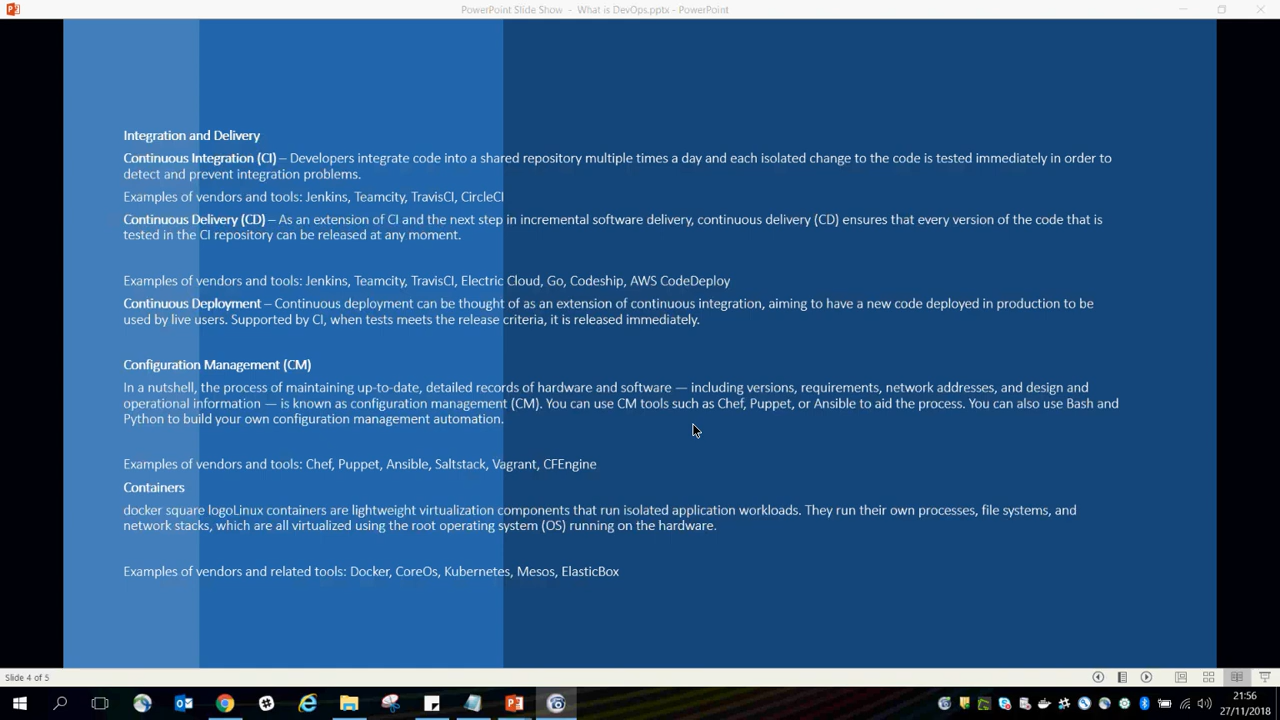 PowerPoint Slide Show - What is DevOps.pptx - PowerPoint
Integration and Delivery
Continuous Integration (CI) – Developers integrate code into a shared repository multiple times a day and each isolated change to the code is tested immediately in order to
detect and prevent integration problems.
Examples of vendors and tools: Jenkins, Teamcity, TravisCI, CircleCI
Continuous Delivery (CD) – As an extension of CI and the next step in incremental software delivery, continuous delivery (CD) ensures that every version of the code that is
tested in the CI repository can be released at any moment.
Examples of vendors and tools: Jenkins, Teamcity, TravisCI, Electric Cloud, Go, Codeship, AWS CodeDeploy
Continuous Deployment – Continuous deployment can be thought of as an extension of continuous integration, aiming to have a new code deployed in production to be
used by live users. Supported by CI, when tests meets the release criteria, it is released immediately.
Configuration Management (CM)
In a nutshell, the process of maintaining up-to-date, detailed records of hardware and software — including versions, requirements, network addresses, and design and
operational information — is known as configuration management (CM). You can use CM tools such as Chef, Puppet, or Ansible to aid the process. You can also use Bash and
Python to build your own configuration management automation.
Examples of vendors and tools: Chef, Puppet, Ansible, Saltstack, Vagrant, CFEngine
Containers
docker square logoLinux containers are lightweight virtualization components that run isolated application workloads. They run their own processes, file systems, and
network stacks, which are all virtualized using the root operating system (OS) running on the hardware.
Examples of vendors and related tools: Docker, CoreOs, Kubernetes, Mesos, ElasticBox
Slide 4 of 5
21:56
27/11/2018